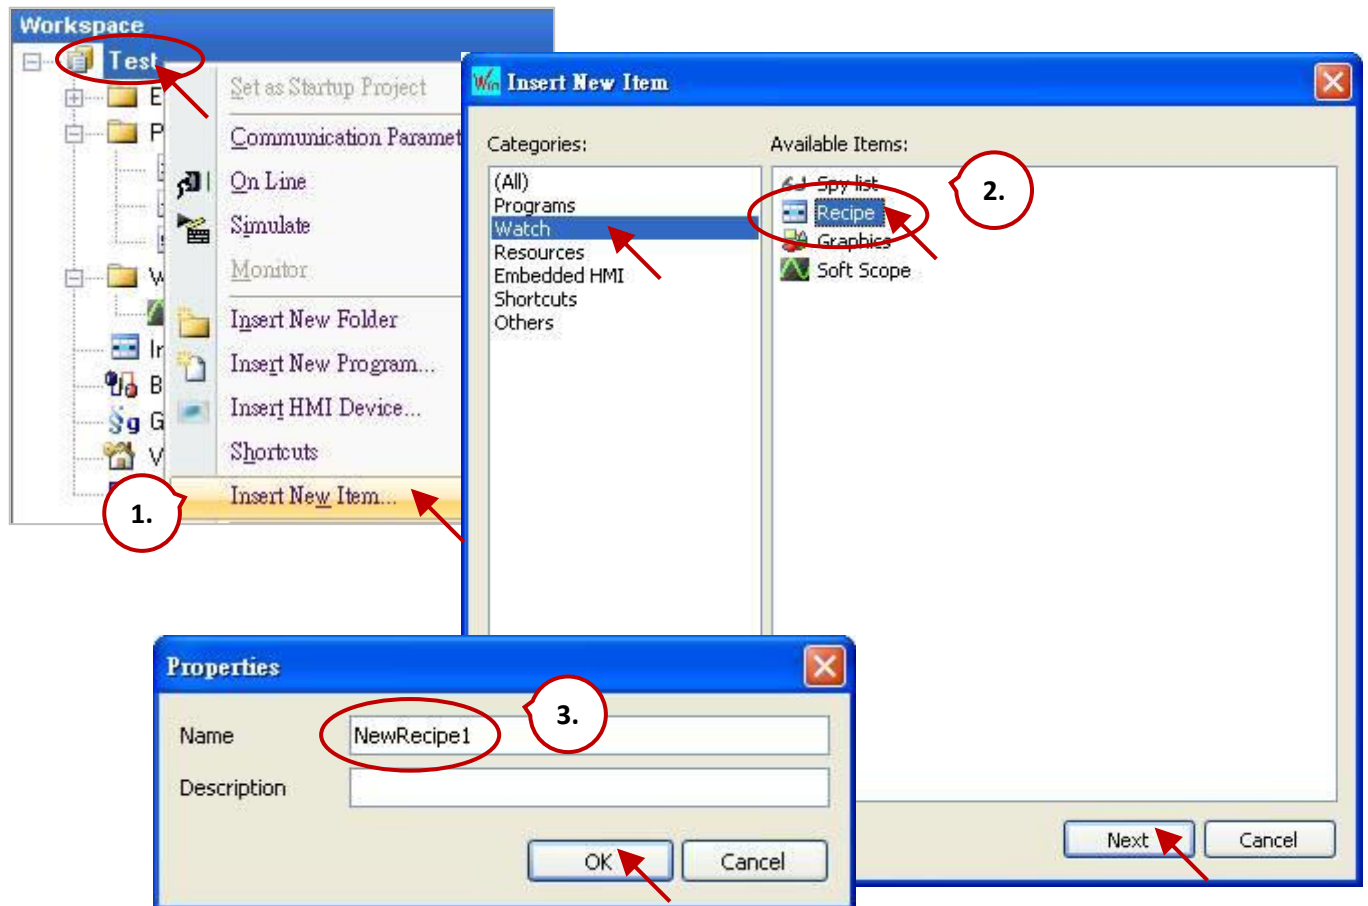 Workspace
Test
E
P
V
Ir
B
G
V
Set as Startup Project
Communication Paramet
On Line
Simulate
Monitor
Insert New Folder
Insert New Program...
Insert HMI Device...
Shortcuts
Insert New Item...
1.
Insert New Item
Categories:
(All)
Programs
Watch
Resources
Embedded HMI
Shortcuts
Others
Available Items:
Spy list
Recipe
Graphics
Soft Scope
2.
Next
Cancel
Properties
Name
NewRecipe1
3.
Description
OK
Cancel